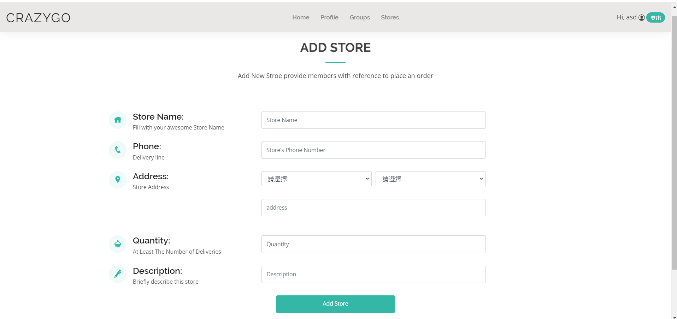 CRAZYGO
Home Profile Groups Stores
Hi, asd
ADD STORE
Add New Stroe provide members with reference to place an order.
Store Name:
Fill with your awesome Store Name
Store Name
Phone:
Delivery line
Store's Phone Number
Address:
Store Address
請選擇 請選擇
address
Quantity:
At Least The Number of Deliveries
Quantity
Description:
Briefly describe this store
Description
Add Store